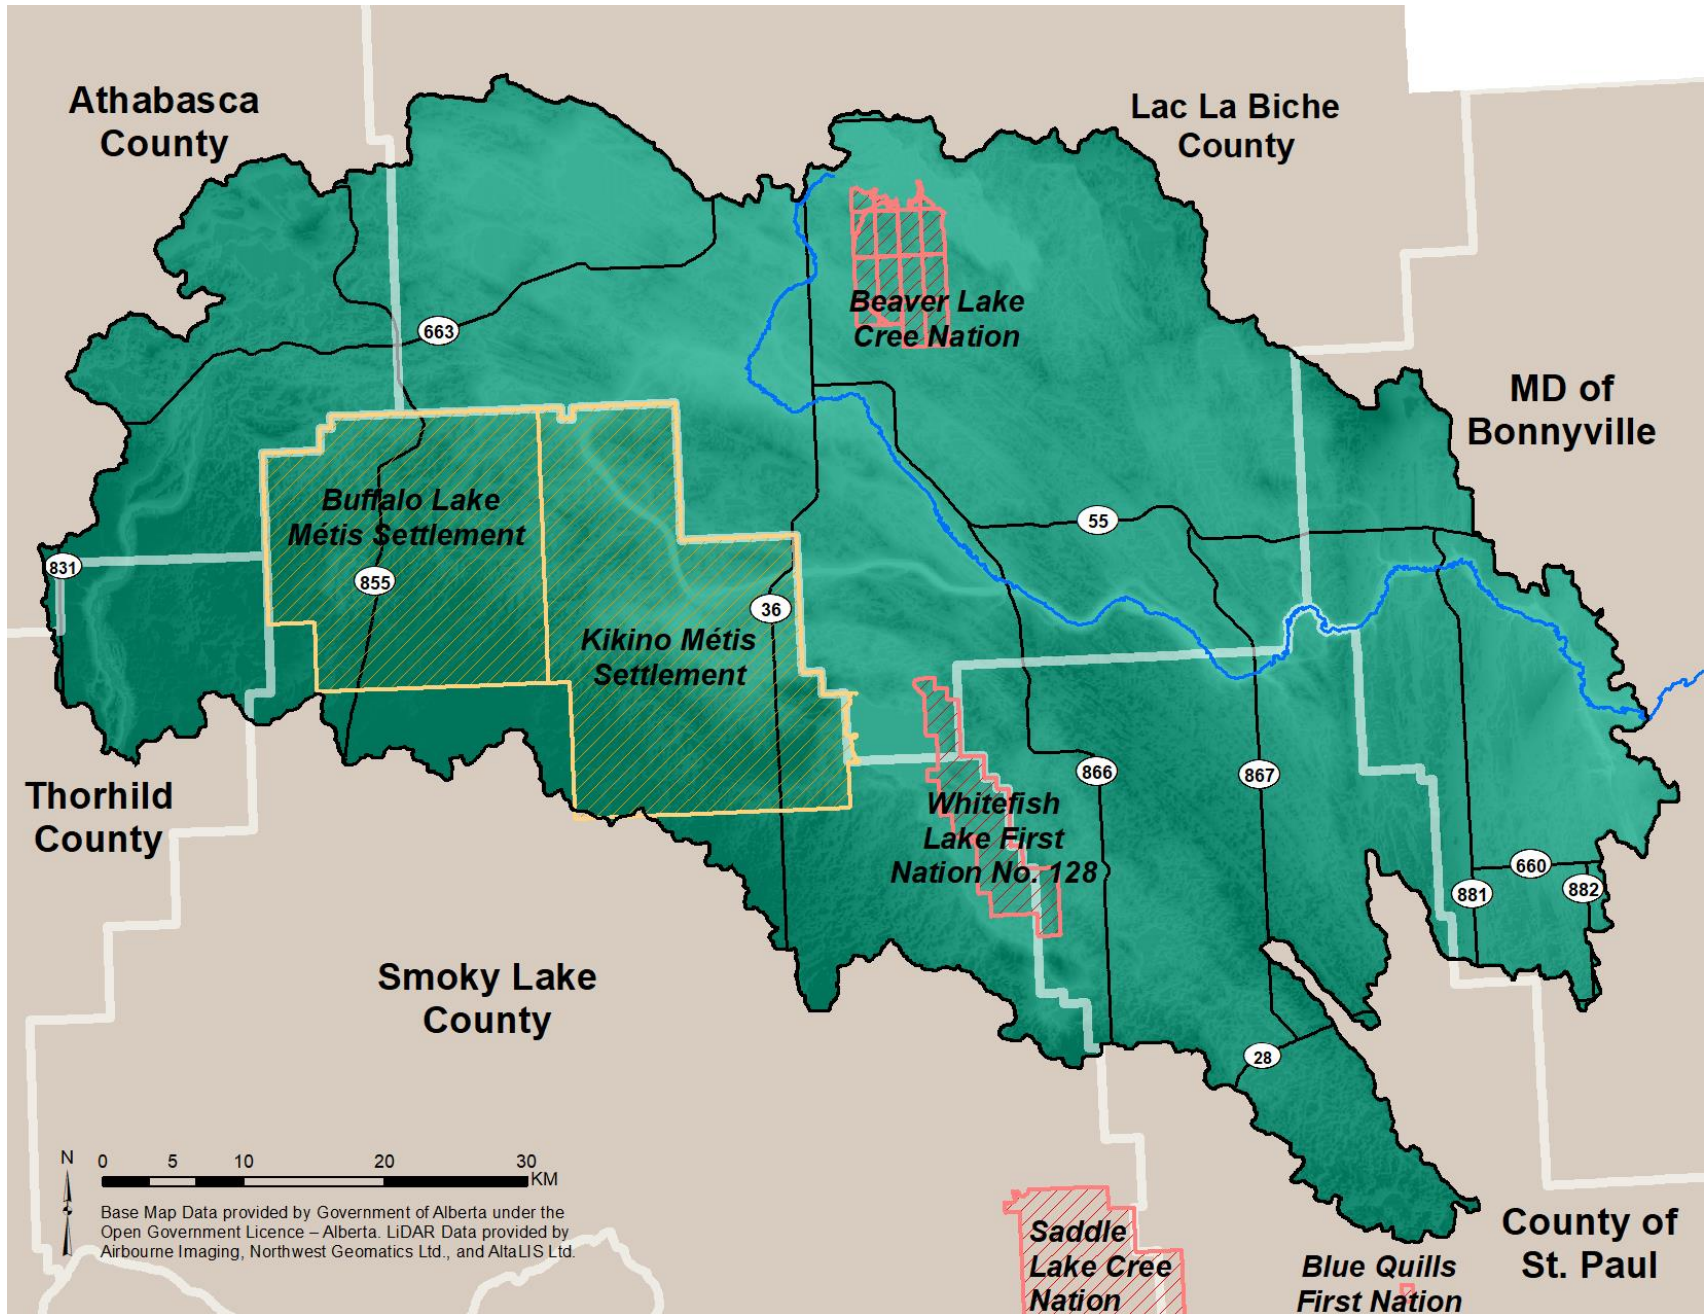 Athabasca
County
Lac La Biche
County
Beaver Lake
Cree Nation
663
MD of
Bonnyville
Buffalo Lake
Métis Settlement
55
831
855
36
Kikino Métis
Settlement
866
867
Thorhild
County
Whitefish
Lake First
Nation No. 128
660
881
882
Smoky Lake
County
28
N
0 5 10 20 30
KM
Base Map Data provided by Government of Alberta under the
Open Government Licence – Alberta. LiDAR Data provided by
Airbourne Imaging, Northwest Geomatics Ltd., and AltaLIS Ltd.
Saddle
Lake Cree
Nation
Blue Quills
First Nation
County of
St. Paul